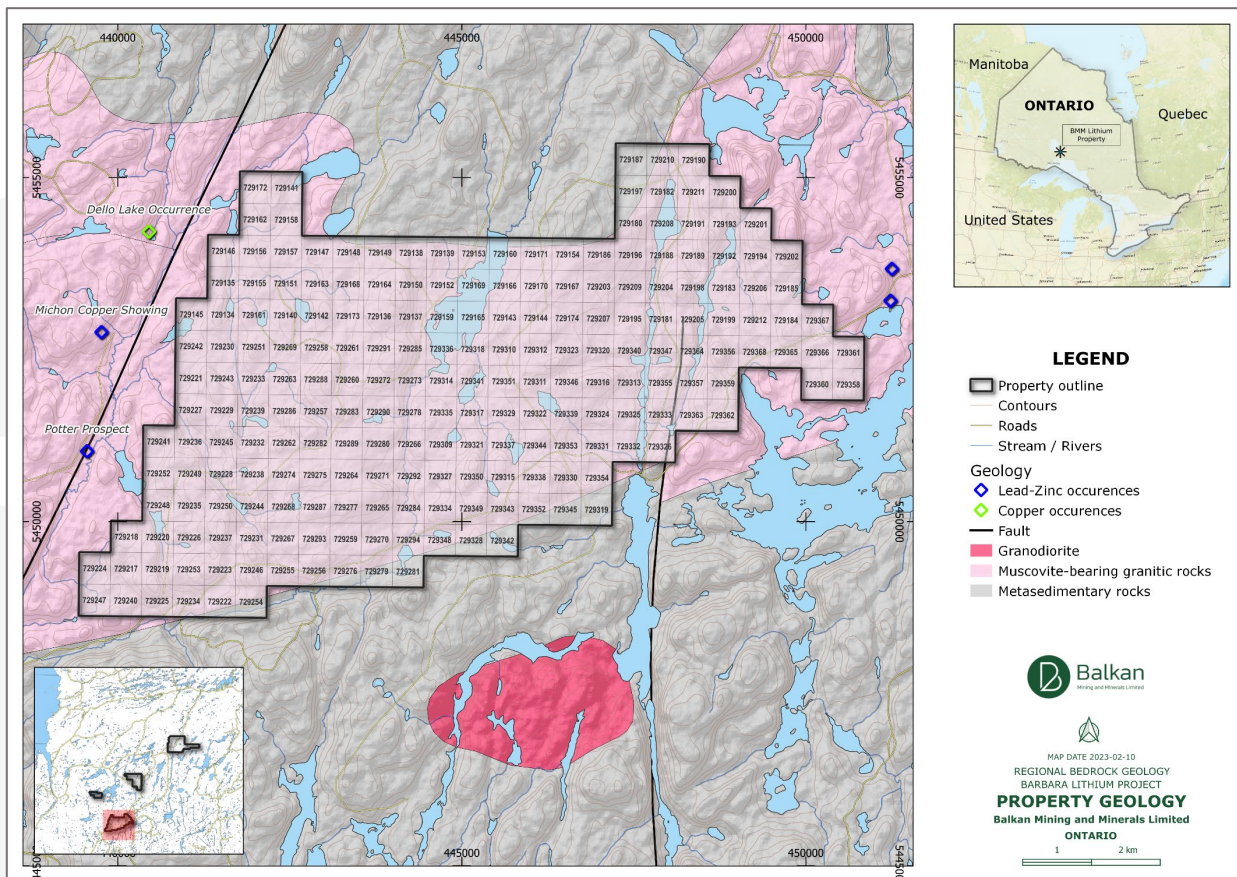 440000 445000 450000
5455000 5455000
729187 729210 729190
729172 729141 729197 729182 729211 729200
Dello Lake Occurrence
729162 729158 729180 729208 729191 729193 729201
729146 729156 729157 729147 729148 729149 729138 729139 729153 729160 729171 729154 729186 729196 729188 729189 729192 729194 729202
729135 729155 729151 729163 729168 729164 729150 729152 729169 729166 729170 729167 729203 729209 729204 729198 729183 729206 729185
Michon Copper Showing
729145 729134 729161 729140 729142 729173 729136 729137 729159 729165 729143 729144 729174 729207 729195 729181 729205 729199 729212 729184 729367
729242 729230 729251 729269 729258 729261 729291 729285 729336 729318 729310 729312 729323 729320 729340 729347 729364 729356 729368 729365 729366 729361
729221 729243 729233 729263 729288 729260 729272 729273 729314 729341 729351 729311 729346 729316 729313 729355 729357 729359 729360 729358
729227 729229 729239 729286 729257 729283 729290 729278 729335 729317 729329 729322 729339 729324 729325 729333 729363 729362
Potter Prospect
729241 729236 729245 729232 729262 729282 729289 729280 729266 729309 729321 729337 729344 729353 729331 729332 729326
729252 729249 729228 729238 729274 729275 729264 729271 729292 729327 729350 729315 729338 729330 729354
729248 729235 729250 729244 729268 729287 729277 729265 729284 729334 729349 729343 729352 729345 729319
5450000 5450000
729218 729220 729226 729237 729231 729267 729293 729259 729270 729294 729348 729328 729342
729224 729217 729219 729253 729223 729246 729255 729256 729276 729279 729281
729247 729240 729225 729234 729222 729254
440000 445000 450000
5445000 5445000
Manitoba
ONTARIO
Quebec
BMM Lithium
Property
United States
LEGEND
Property outline
Contours
Roads
Stream / Rivers
Geology
Lead-Zinc occurences
Copper occurences
Fault
Granodiorite
Muscovite-bearing granitic rocks
Metasedimentary rocks
Balkan
Mining and Minerals Limited
MAP DATE 2023-02-10
REGIONAL BEDROCK GEOLOGY
BARBARA LITHIUM PROJECT
PROPERTY GEOLOGY
Balkan Mining and Minerals Limited
ONTARIO
1 2 km